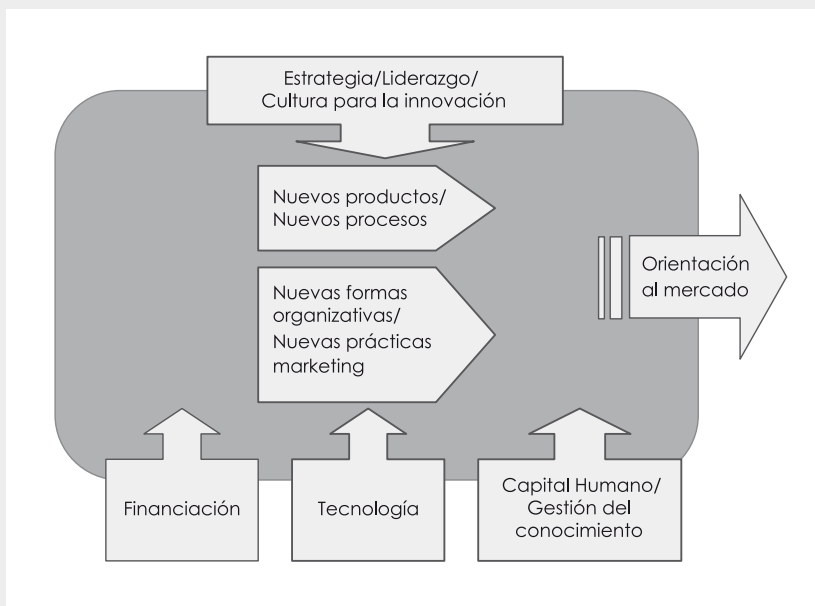 Estrategia/Liderazgo/
Cultura para la innovación
Nuevos productos/
Nuevos procesos
Nuevas formas
organizativas/
Nuevas prácticas
marketing
Orientación
al mercado
Financiación
Tecnología
Capital Humano/
Gestión del
conocimiento